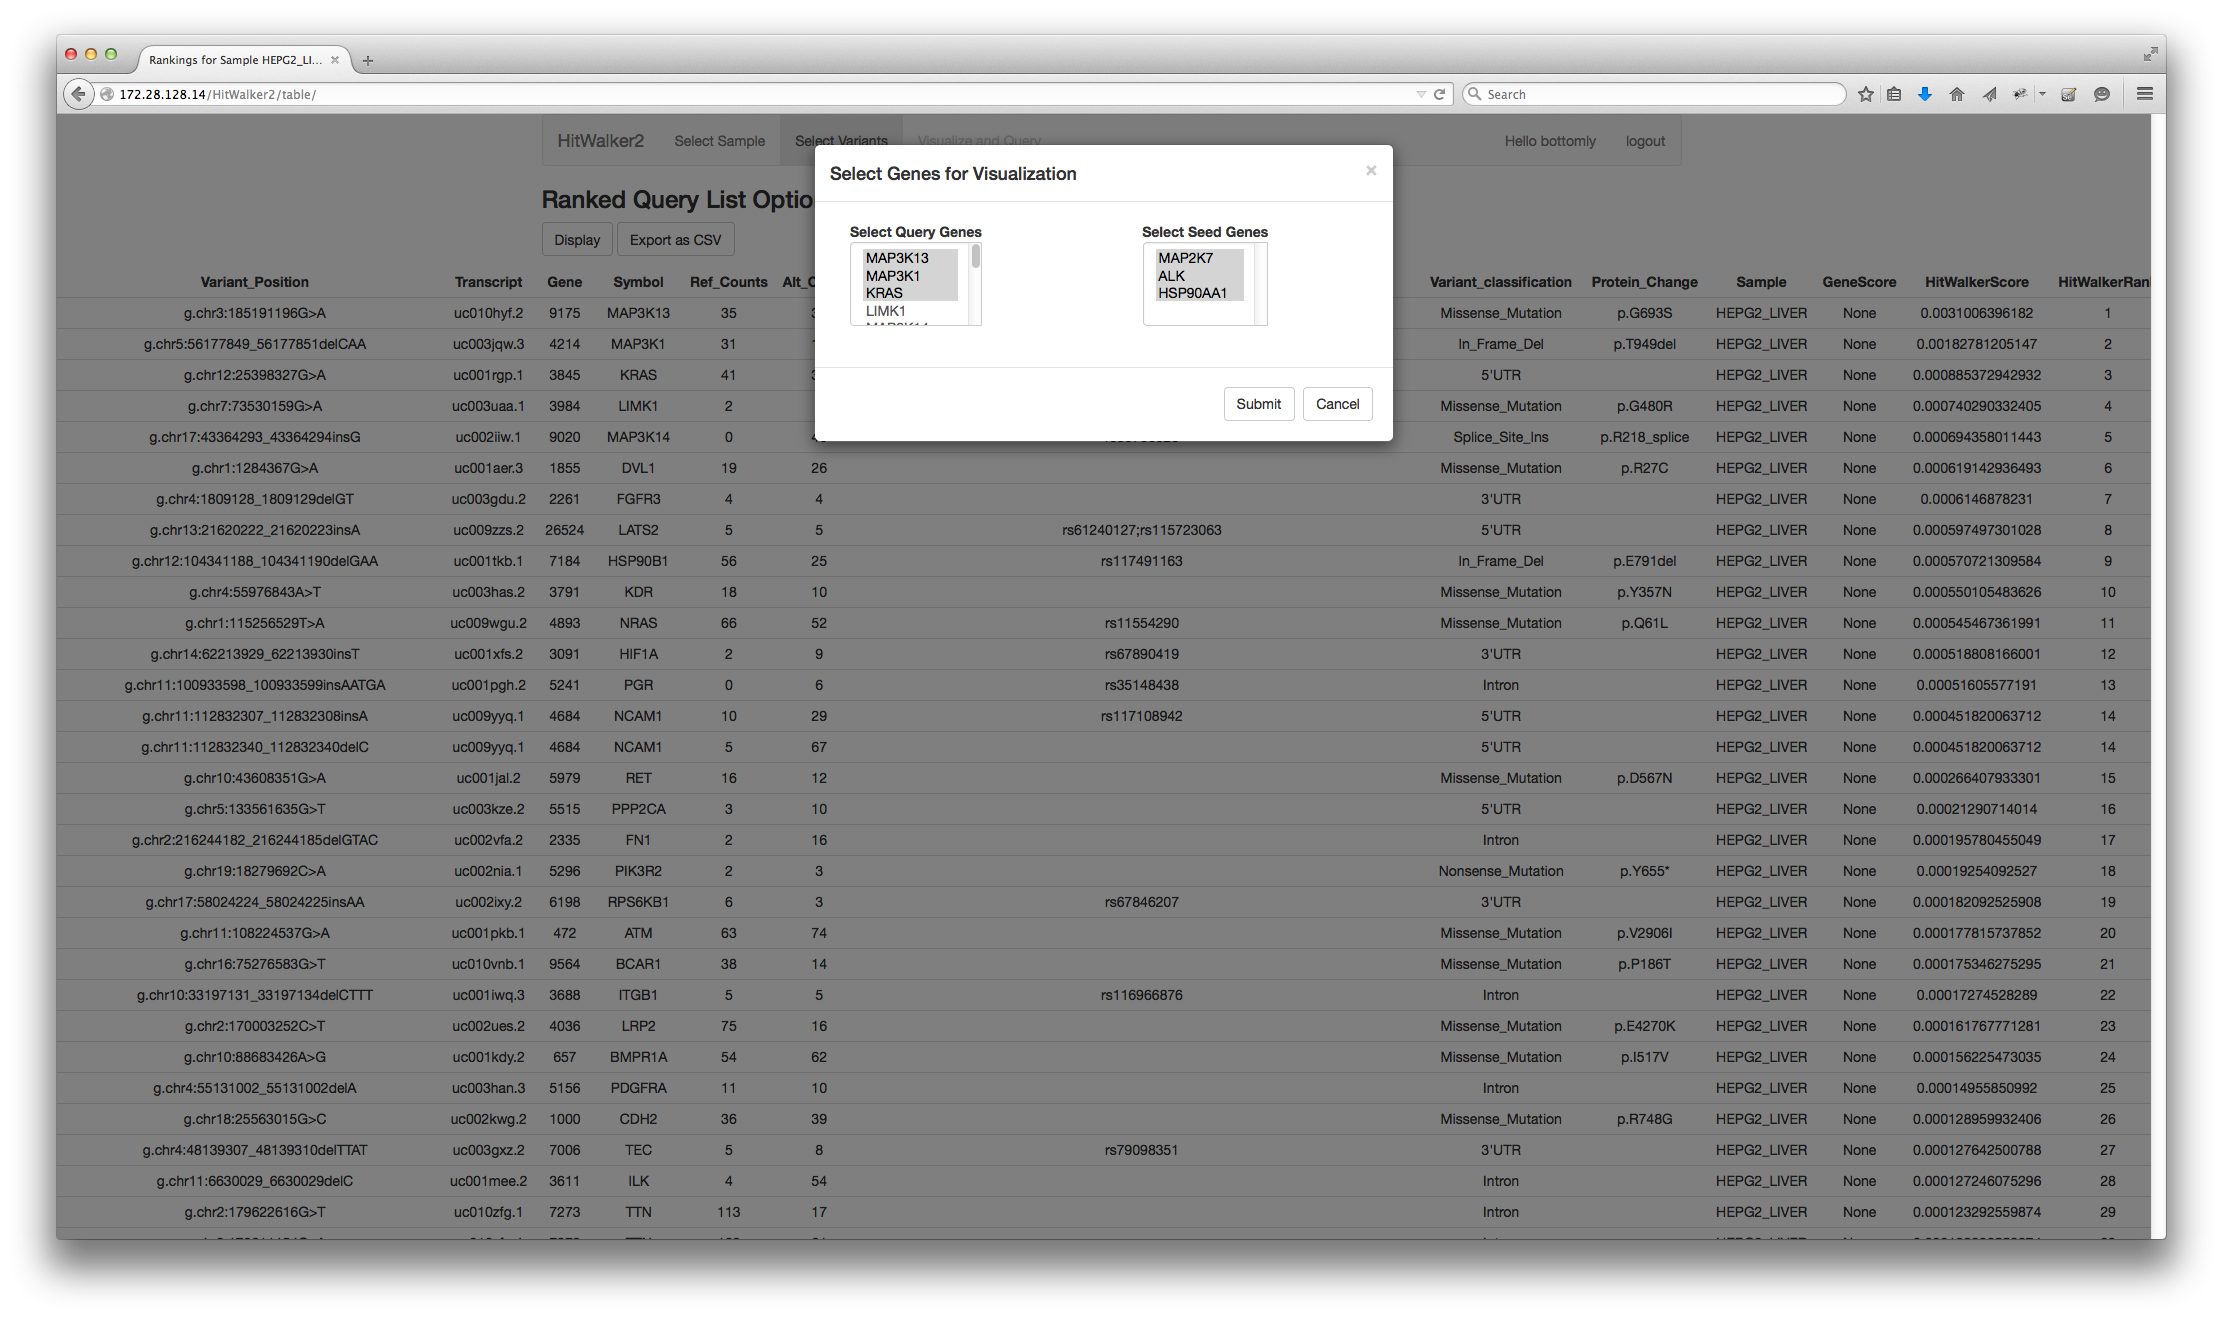 Rankings for Sample HEPG2_LI...
172.28.128.14/HitWalker2/table/ Search
HitWalker2 Select Sample Select Variants Visualize and Query Hello bottomly logout
Select Genes for Visualization
Ranked Query List Optio
Display Export as CSV
Select Query Genes Select Seed Genes
MAP3K13 MAP2K7
MAP3K1 ALK
KRAS HSP90AA1
LIMK1
MAP3K14
Submit Cancel
Variant_Position Transcript Gene Symbol Ref_Counts Alt_C Variant_classification Protein_Change Sample GeneScore HitWalkerScore HitWalkerRan
g.chr3:185191196G>A uc010hyf.2 9175 MAP3K13 35 Missense_Mutation p.G693S HEPG2_LIVER None 0.0031006396182 1
g.chr5:56177849_56177851delCAA uc003jqw.3 4214 MAP3K1 31 In_Frame_Del p.T949del HEPG2_LIVER None 0.00182781205147 2
g.chr12:25398327G>A uc001rgp.1 3845 KRAS 41 5'UTR HEPG2_LIVER None 0.000885372942932 3
g.chr7:73530159G>A uc003uaa.1 3984 LIMK1 2 Missense_Mutation p.G480R HEPG2_LIVER None 0.000740290332405 4
g.chr17:43364293_43364294insG uc002iiw.1 9020 MAP3K14 0 Splice_Site_Ins p.R218_splice HEPG2_LIVER None 0.000694358011443 5
g.chr1:1284367G>A uc001aer.3 1855 DVL1 19 26 Missense_Mutation p.R27C HEPG2_LIVER None 0.000619142936493 6
g.chr4:1809128_1809129delGT uc003gdu.2 2261 FGFR3 4 4 3'UTR HEPG2_LIVER None 0.0006146878231 7
g.chr13:21620222_21620223insA uc009zzs.2 26524 LATS2 5 5 rs61240127;rs115723063 5'UTR HEPG2_LIVER None 0.000597497301028 8
g.chr12:104341188_104341190delGAA uc001tkb.1 7184 HSP90B1 56 25 rs117491163 In_Frame_Del p.E791del HEPG2_LIVER None 0.000570721309584 9
g.chr4:55976843A>T uc003has.2 3791 KDR 18 10 Missense_Mutation p.Y357N HEPG2_LIVER None 0.000550105483626 10
g.chr1:115256529T>A uc009wgu.2 4893 NRAS 66 52 rs11554290 Missense_Mutation p.Q61L HEPG2_LIVER None 0.000545467361991 11
g.chr14:62213929_62213930insT uc001xfs.2 3091 HIF1A 2 9 rs67890419 3'UTR HEPG2_LIVER None 0.000518808166001 12
g.chr11:100933598_100933599insAATGA uc001pgh.2 5241 PGR 0 6 rs35148438 Intron HEPG2_LIVER None 0.00051605577191 13
g.chr11:112832307_112832308insA uc009yyq.1 4684 NCAM1 10 29 rs117108942 5'UTR HEPG2_LIVER None 0.000451820063712 14
g.chr11:112832340_112832340delC uc009yyq.1 4684 NCAM1 5 67 5'UTR HEPG2_LIVER None 0.000451820063712 14
g.chr10:43608351G>A uc001jal.2 5979 RET 16 12 Missense_Mutation p.D567N HEPG2_LIVER None 0.000266407933301 15
g.chr5:133561635G>T uc003kze.2 5515 PPP2CA 3 10 5'UTR HEPG2_LIVER None 0.00021290714014 16
g.chr2:216244182_216244185delGTAC uc002vfa.2 2335 FN1 2 16 Intron HEPG2_LIVER None 0.000195780455049 17
g.chr19:18279692C>A uc002nia.1 5296 PIK3R2 2 3 Nonsense_Mutation p.Y655* HEPG2_LIVER None 0.00019254092527 18
g.chr17:58024224_58024225insAA uc002ixy.2 6198 RPS6KB1 6 3 rs67846207 3'UTR HEPG2_LIVER None 0.000182092525908 19
g.chr11:108224537G>A uc001pkb.1 472 ATM 63 74 Missense_Mutation p.V2906I HEPG2_LIVER None 0.000177815737852 20
g.chr16:75276583G>T uc010vnb.1 9564 BCAR1 38 14 Missense_Mutation p.P186T HEPG2_LIVER None 0.000175346275295 21
g.chr10:33197131_33197134delCTTT uc001iwq.3 3688 ITGB1 5 5 rs116966876 Intron HEPG2_LIVER None 0.00017274528289 22
g.chr2:170003252C>T uc002ues.2 4036 LRP2 75 16 Missense_Mutation p.E4270K HEPG2_LIVER None 0.000161767771281 23
g.chr10:88683426A>G uc001kdy.2 657 BMPR1A 54 62 Missense_Mutation p.I517V HEPG2_LIVER None 0.000156225473035 24
g.chr4:55131002_55131002delA uc003han.3 5156 PDGFRA 11 10 Intron HEPG2_LIVER None 0.00014955850992 25
g.chr18:25563015G>C uc002kwg.2 1000 CDH2 36 39 Missense_Mutation p.R748G HEPG2_LIVER None 0.000128959932406 26
g.chr4:48139307_48139310delTTAT uc003gxz.2 7006 TEC 5 8 rs79098351 3'UTR HEPG2_LIVER None 0.000127642500788 27
g.chr11:6630029_6630029delC uc001mee.2 3611 ILK 4 54 Intron HEPG2_LIVER None 0.000127246075296 28
g.chr2:179622616G>T uc010zfg.1 7273 TTN 113 17 Intron HEPG2_LIVER None 0.000123292559874 29